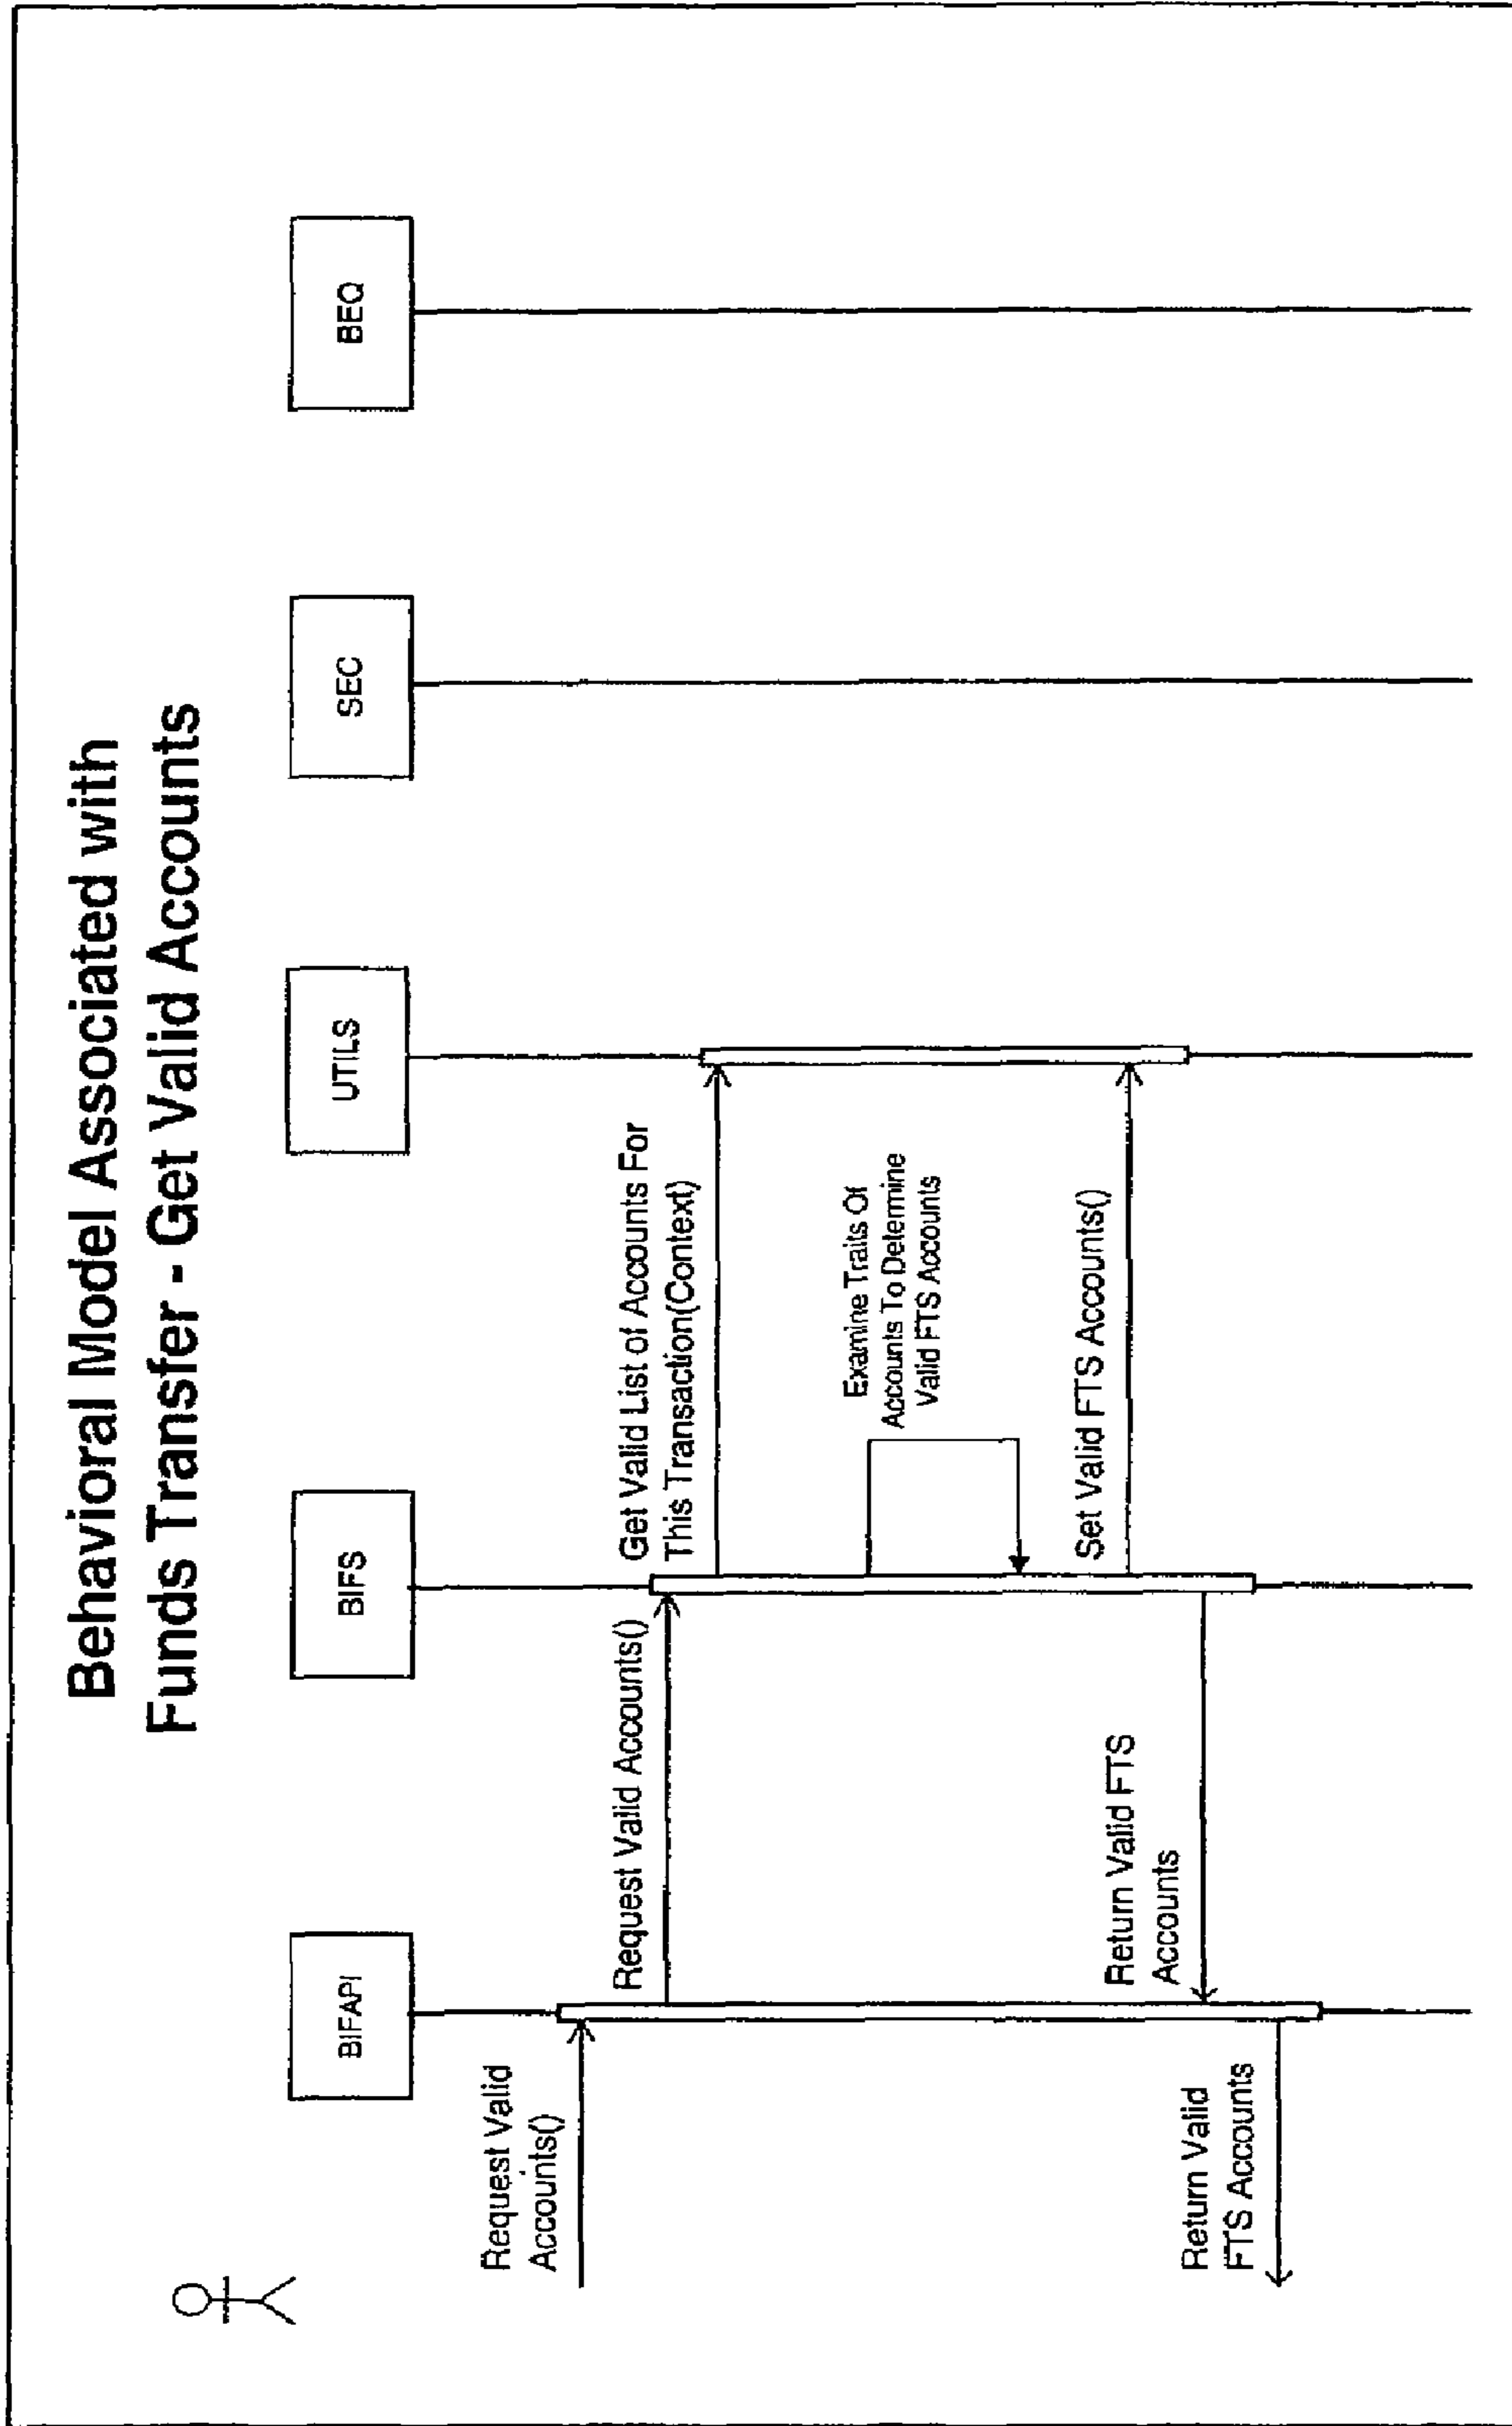 Behavioral Model Associated with
Funds Transfer - Get Valid Accounts
BIFAPI
BIFS
UTILS
SEC
BEQ
Request Valid
Accounts()
Request Valid Accounts()
Get Valid List of Accounts For
This Transaction(Context)
Examine Traits Of
Accounts To Determine
Valid FTS Accounts
Set Valid FTS Accounts()
Return Valid FTS
Accounts
Return Valid
FTS Accounts